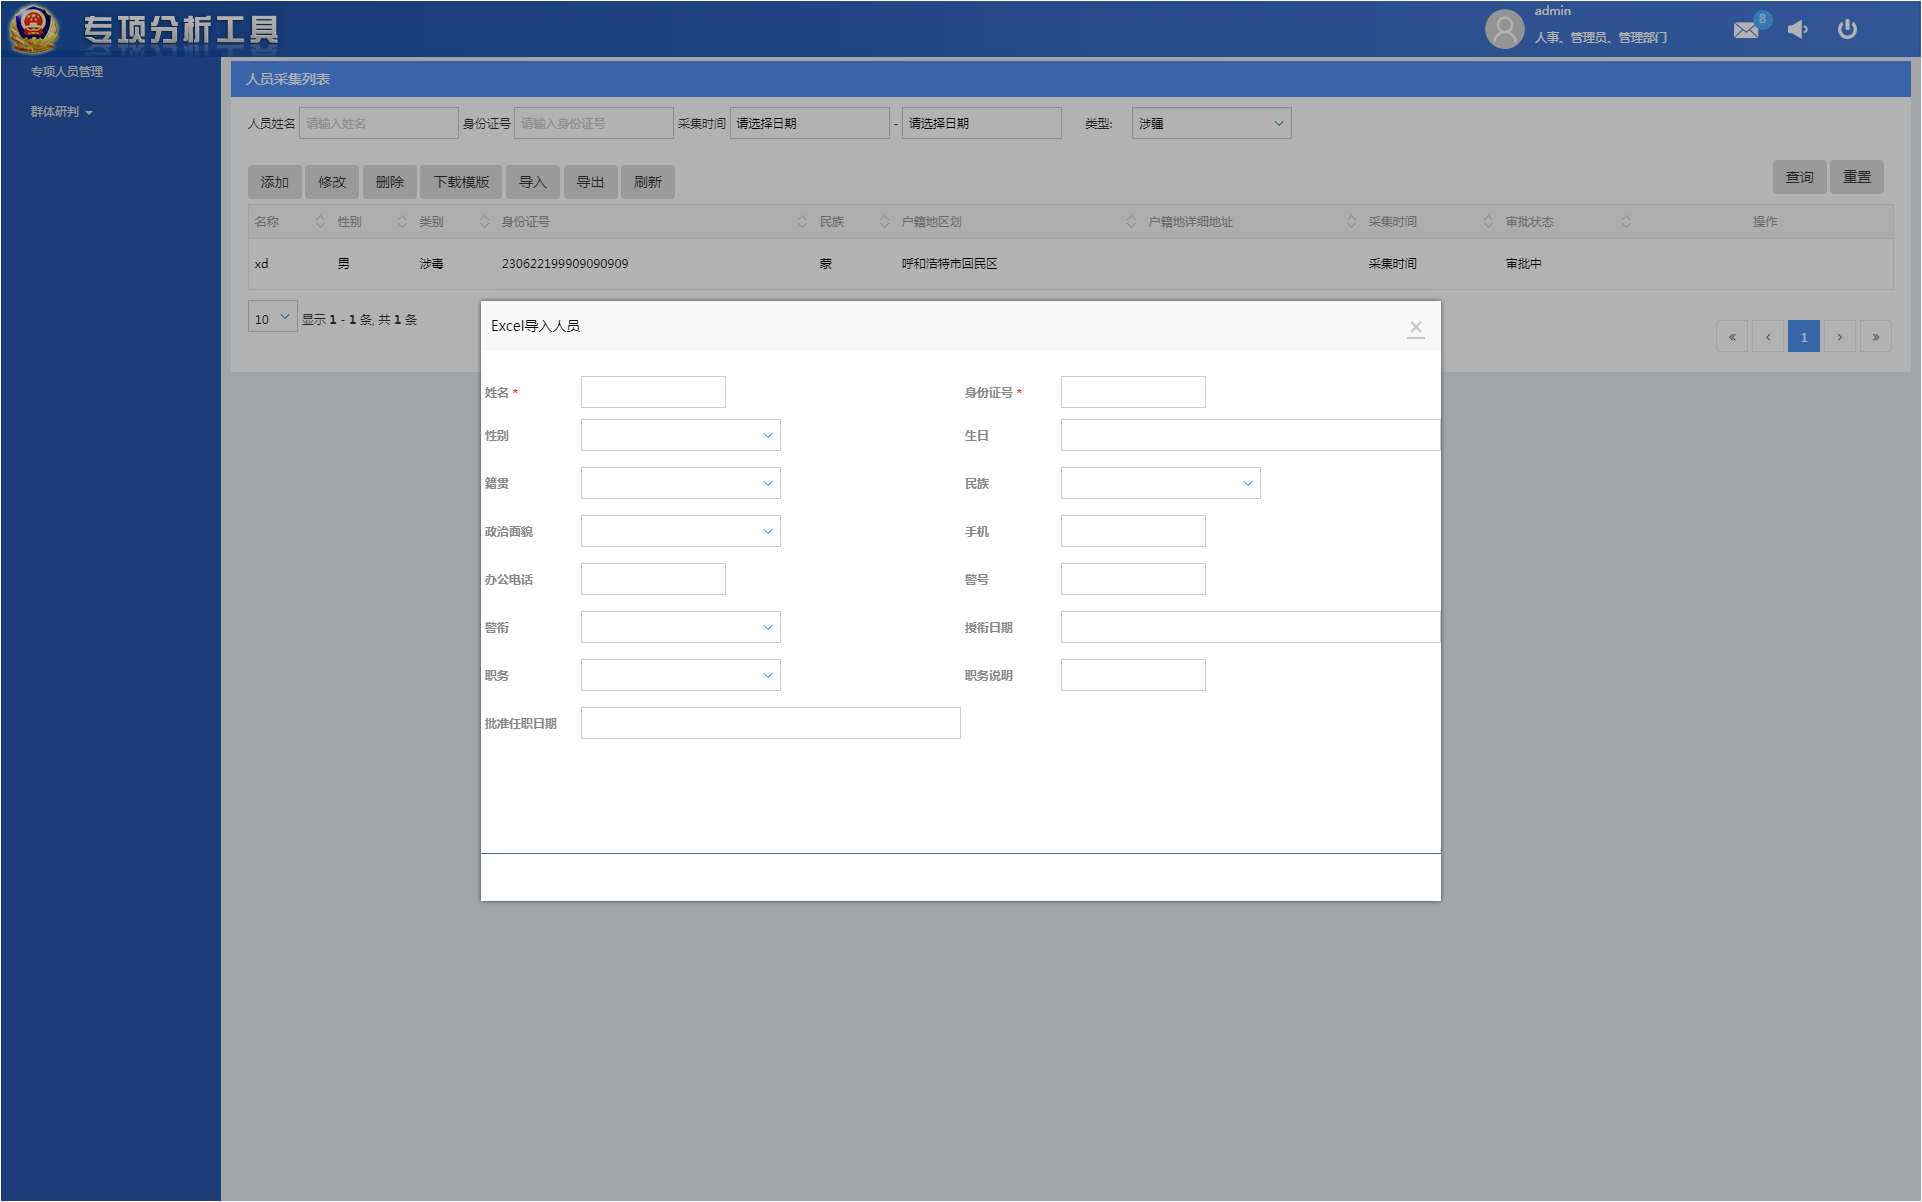 专项分析工具
admin
人事、管理员、管理部门
8
专项人员管理
群体研判
人员采集列表
人员姓名 请输入姓名 身份证号 请输入身份证号 采集时间 请选择日期 - 请选择日期 类型: 涉疆
添加 修改 删除 下载模版 导入 导出 刷新 查询 重置
名称 性别 类别 身份证号 民族 户籍地区划 户籍地详细地址 采集时间 审批状态 操作
xd 男 涉毒 230622199909090909 蒙 呼和浩特市回民区 采集时间 审批中
10 显示 1 - 1 条, 共 1 条
« ‹ 1 › »
Excel导入人员
姓名 * 身份证号 *
性别 生日
籍贯 民族
政治面貌 手机
办公电话 警号
警衔 授衔日期
职务 职务说明
批准任职日期